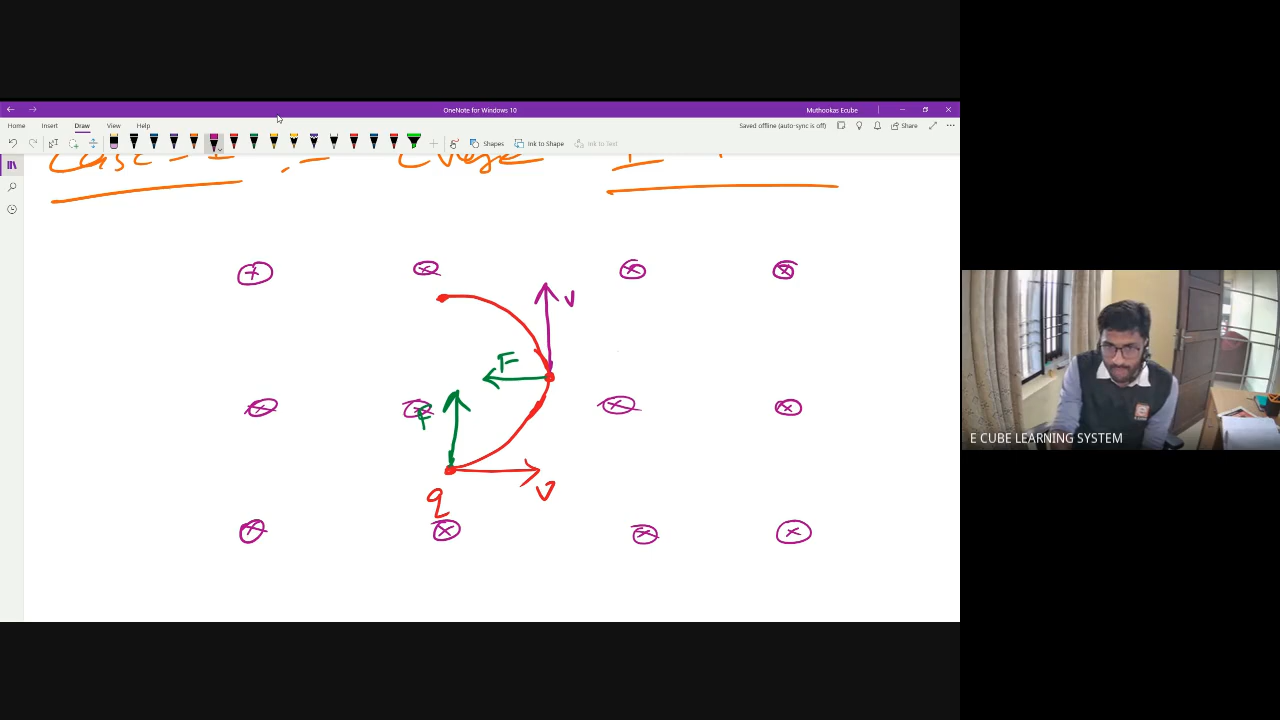 OneNote for Windows 10
Muthookas Ecube
Home Insert Draw View Help
Saved offline (auto-sync is off)
Share
Shapes
Ink to Shape
Ink to Text
v
F
F
q
v
E CUBE LEARNING SYSTEM